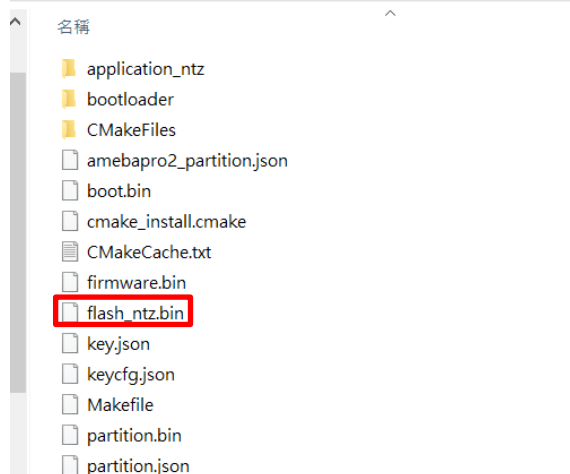 名稱
application_ntz
bootloader
CMakeFiles
amebapro2_partition.json
boot.bin
cmake_install.cmake
CMakeCache.txt
firmware.bin
flash_ntz.bin
key.json
keycfg.json
Makefile
partition.bin
partition.json